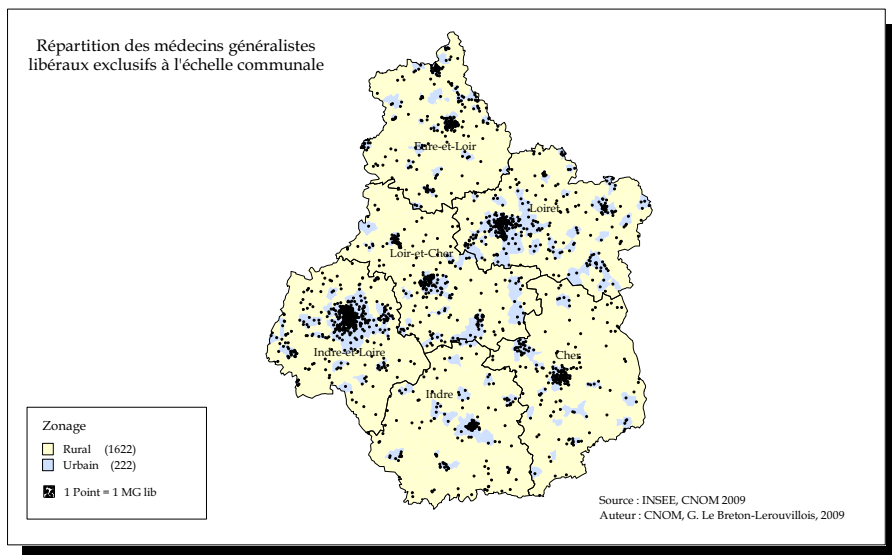 Répartition des médecins généralistes
libéraux exclusifs à l'échelle communale
Eure-et-Loir
Loiret
Loir-et-Cher
Indre-et-Loire
Cher
Indre
Zonage
Rural (1622)
Urbain (222)
1 Point = 1 MG lib
Source : INSEE, CNOM 2009
Auteur : CNOM, G. Le Breton-Lerouvillois, 2009